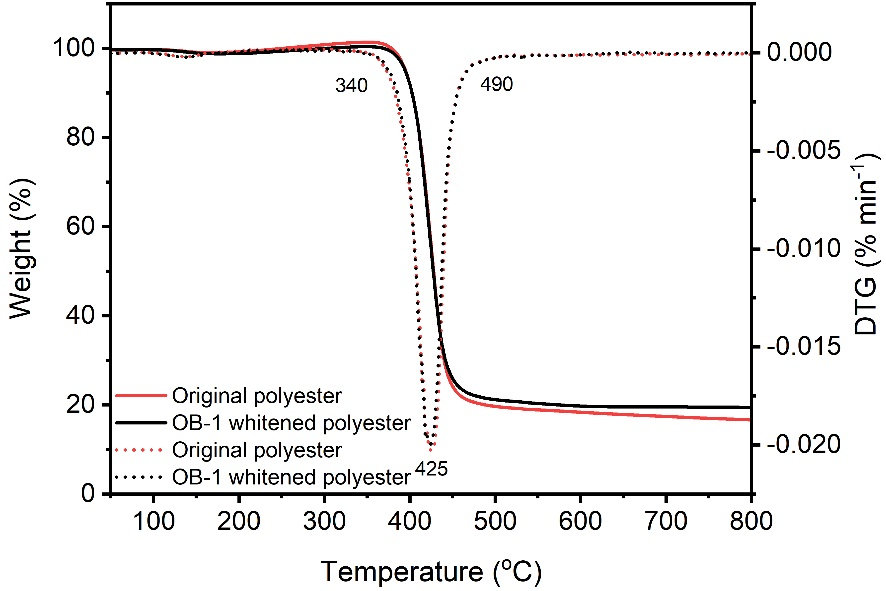 100
80
60
40
20
0
Weight (%)
340
490
425
Original polyester
OB-1 whitened polyester
Original polyester
OB-1 whitened polyester
0.000
-0.005
-0.010
-0.015
-0.020
DTG (% min⁻¹)
100 200 300 400 500 600 700 800
Temperature (ºC)